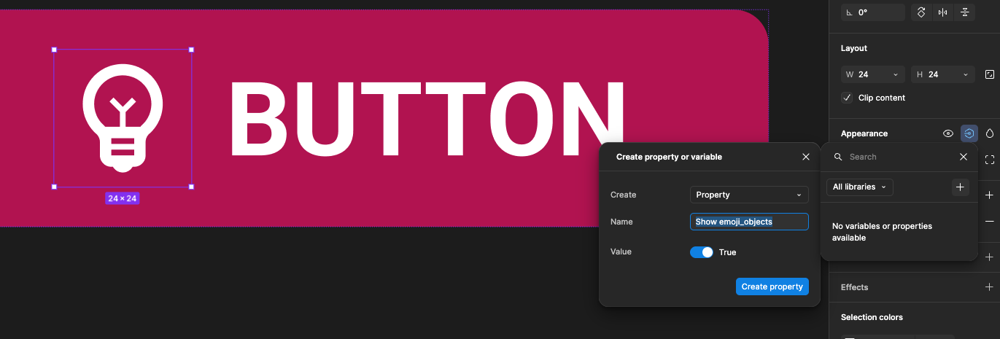 0°
Layout
W 24 H 24
Clip content
BUTTON
24 × 24
Appearance
Create property or variable
Search
Create Property
All libraries
Name Show emoji_objects
No variables or properties
available
Value True
Create property
Effects
Selection colors